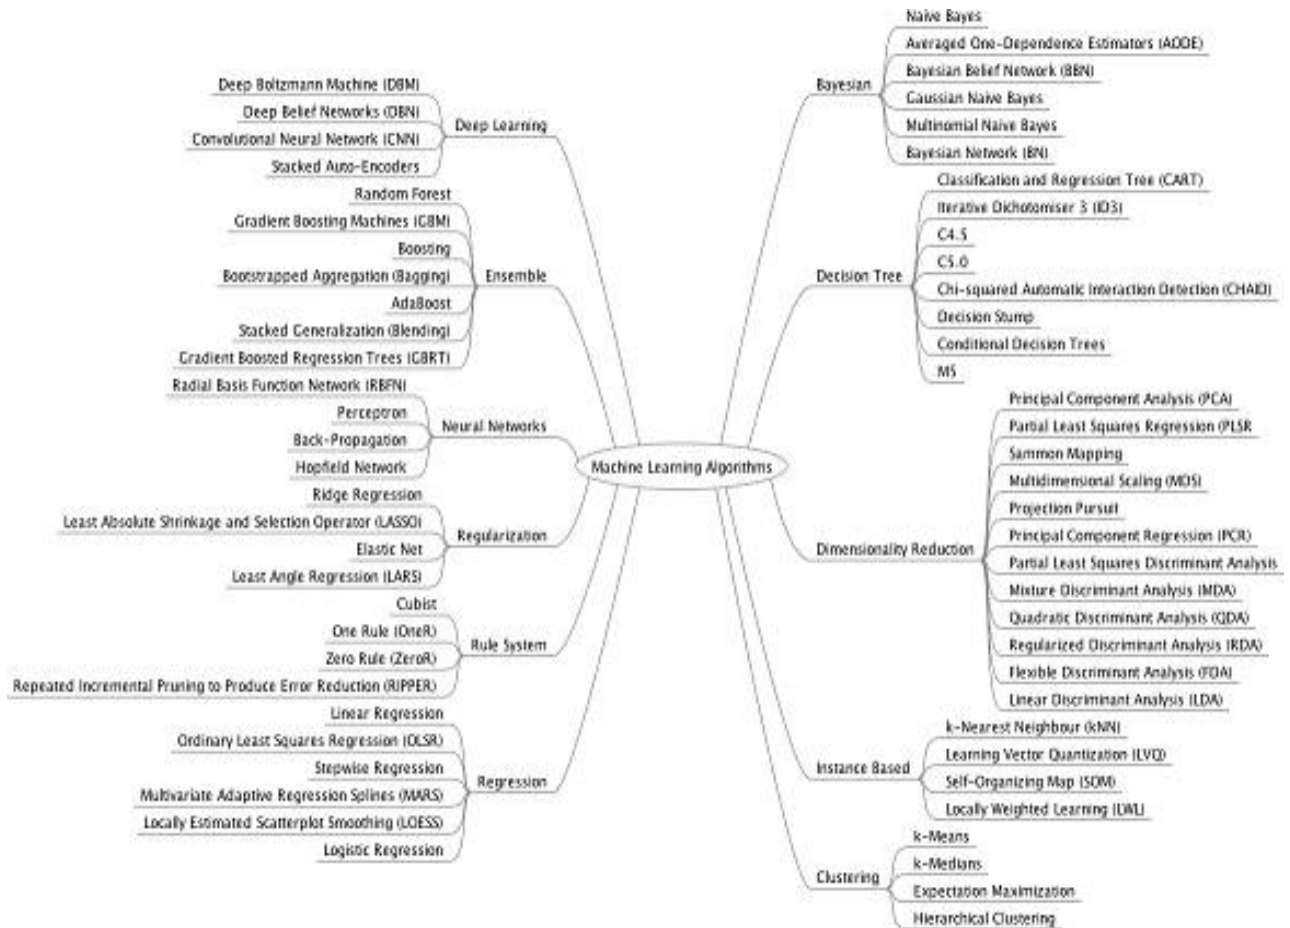 Deep Boltzmann Machine (DBM)
Deep Belief Networks (DBN)
Convolutional Neural Network (CNN)
Stacked Auto-Encoders
Deep Learning
Random Forest
Gradient Boosting Machines (GBM)
Boosting
Bootstrapped Aggregation (Bagging)
AdaBoost
Stacked Generalization (Blending)
Gradient Boosted Regression Trees (GBRT)
Ensemble
Radial Basis Function Network (RBFN)
Perceptron
Back-Propagation
Hopfield Network
Neural Networks
Ridge Regression
Least Absolute Shrinkage and Selection Operator (LASSO)
Elastic Net
Least Angle Regression (LARS)
Regularization
Cubist
One Rule (OneR)
Zero Rule (ZeroR)
Repeated Incremental Pruning to Produce Error Reduction (RIPPER)
Rule System
Linear Regression
Ordinary Least Squares Regression (OLSR)
Stepwise Regression
Multivariate Adaptive Regression Splines (MARS)
Locally Estimated Scatterplot Smoothing (LOESS)
Logistic Regression
Regression
Machine Learning Algorithms
Bayesian
Naive Bayes
Averaged One-Dependence Estimators (AODE)
Bayesian Belief Network (BBN)
Gaussian Naive Bayes
Multinomial Naive Bayes
Bayesian Network (BN)
Decision Tree
Classification and Regression Tree (CART)
Iterative Dichotomiser 3 (ID3)
C4.5
C5.0
Chi-squared Automatic Interaction Detection (CHAID)
Decision Stump
Conditional Decision Trees
M5
Dimensionality Reduction
Principal Component Analysis (PCA)
Partial Least Squares Regression (PLSR
Sammon Mapping
Multidimensional Scaling (MDS)
Projection Pursuit
Principal Component Regression (PCR)
Partial Least Squares Discriminant Analysis
Mixture Discriminant Analysis (MDA)
Quadratic Discriminant Analysis (QDA)
Regularized Discriminant Analysis (RDA)
Flexible Discriminant Analysis (FDA)
Linear Discriminant Analysis (LDA)
Instance Based
k-Nearest Neighbour (kNN)
Learning Vector Quantization (LVQ)
Self-Organizing Map (SOM)
Locally Weighted Learning (LWL)
Clustering
k-Means
k-Medians
Expectation Maximization
Hierarchical Clustering